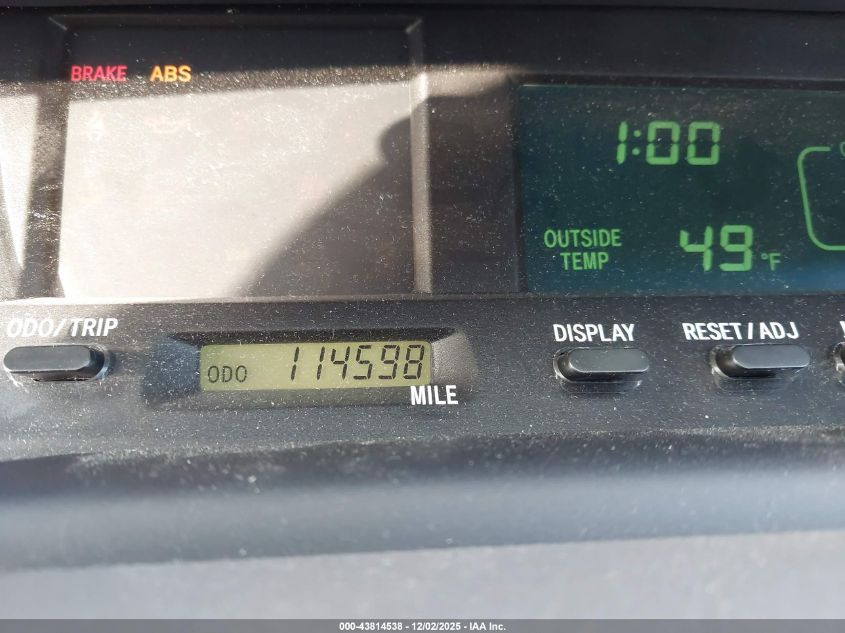 BRAKE ABS
1:00
OUTSIDE TEMP 49°F
ODO/TRIP
DISPLAY
RESET/ADJ
ODO 114598
MILE
000-43814538 - 12/02/2025 - IAA Inc.